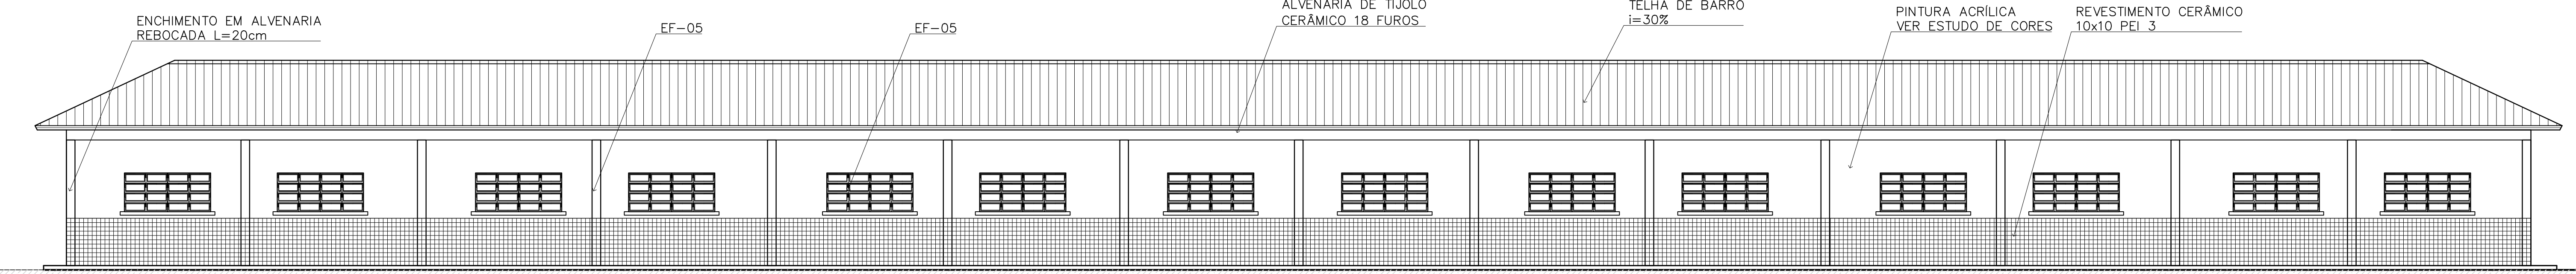 ENCHIMENTO EM ALVENARIA
REBOCADA L=20cm
EF-05
EF-05
ALVENARIA DE TIJOLO
CERÂMICO 18 FUROS
TELHA DE BARRO
i=30%
PINTURA ACRÍLICA
VER ESTUDO DE CORES
REVESTIMENTO CERÂMICO
10x10 PEI 3